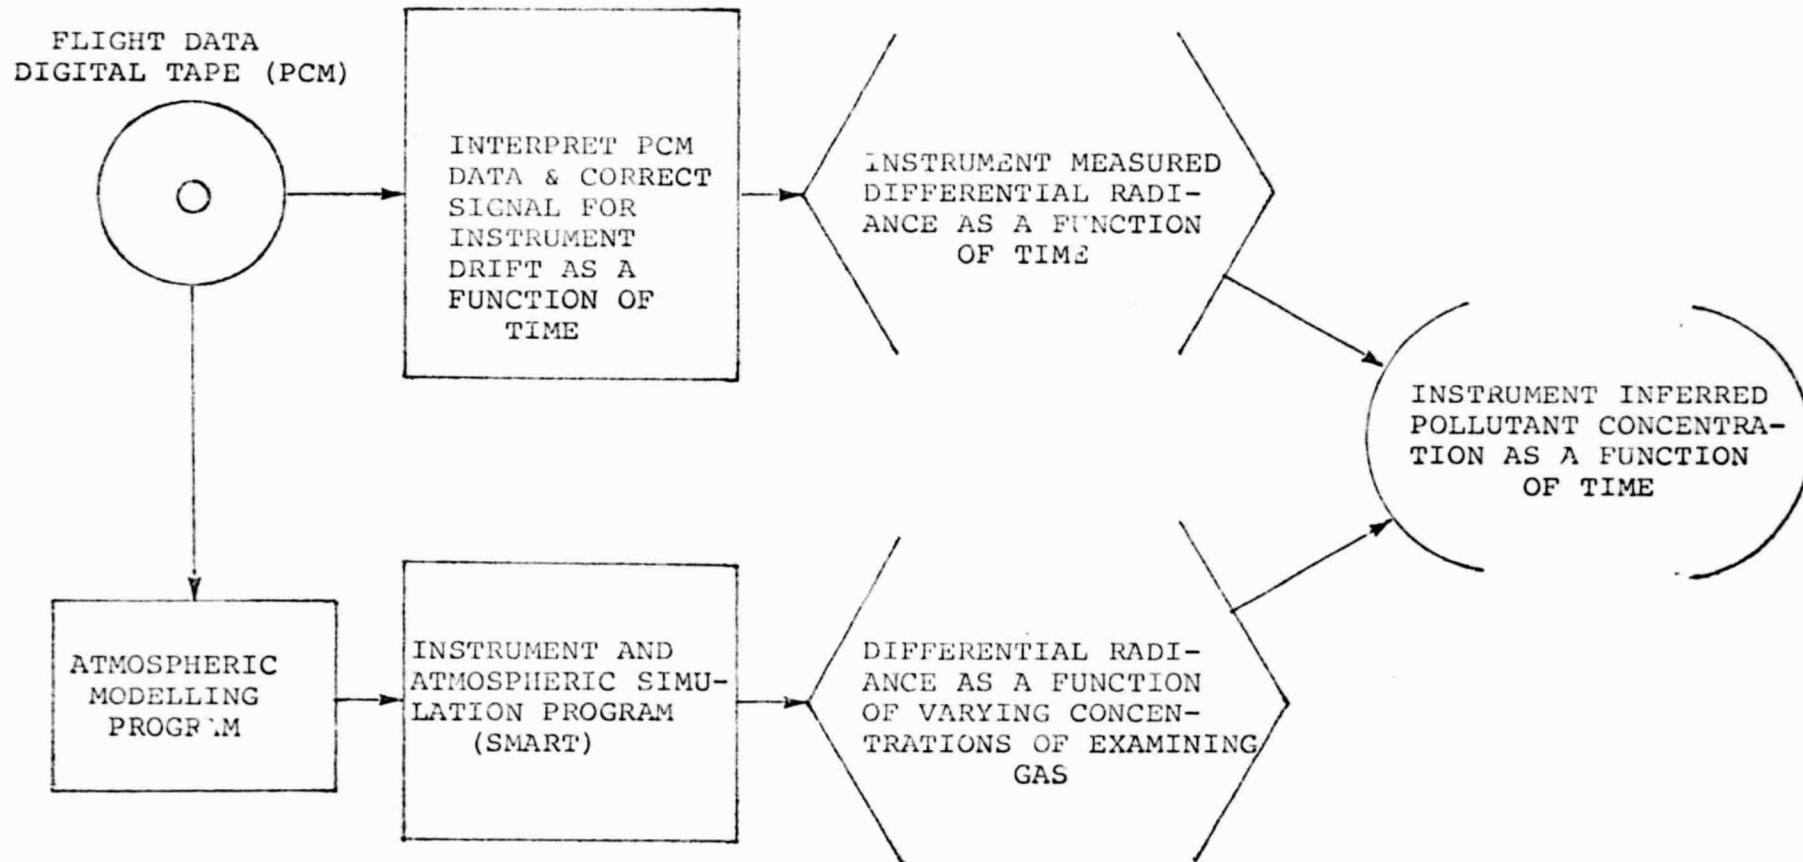 FLIGHT DATA
DIGITAL TAPE (PCM)
INTERPRET PCM
DATA & CORRECT
SIGNAL FOR
INSTRUMENT
DRIFT AS A
FUNCTION OF
TIME
INSTRUMENT MEASURED
DIFFERENTIAL RADI-
ANCE AS A FUNCTION
OF TIME
INSTRUMENT INFERRED
POLLUTANT CONCENTRA-
TION AS A FUNCTION
OF TIME
ATMOSPHERIC
MODELLING
PROGRAM
INSTRUMENT AND
ATMOSPHERIC SIMU-
LATION PROGRAM
(SMART)
DIFFERENTIAL RADI-
ANCE AS A FUNCTION
OF VARYING CONCEN-
TRATIONS OF EXAMINING
GAS